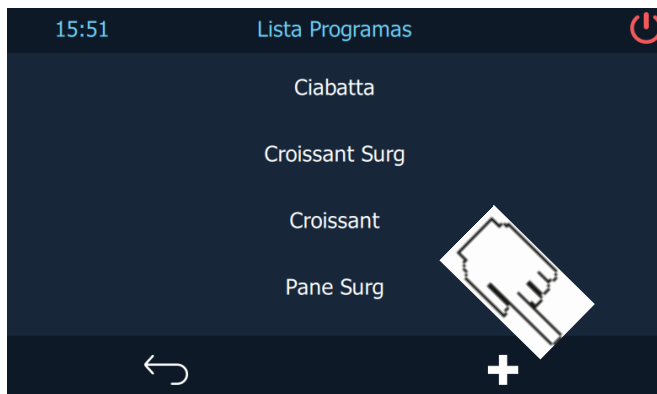 15:51 Lista Programas
Ciabatta
Croissant Surg
Croissant
Pane Surg